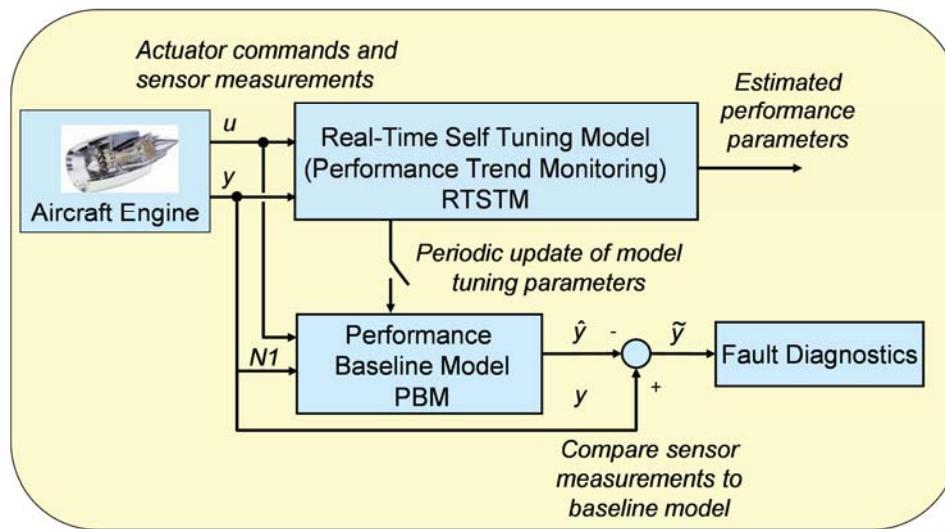 Actuator commands and
sensor measurements
Estimated
performance
parameters
u
y
Aircraft Engine
Real-Time Self Tuning Model
(Performance Trend Monitoring)
RTSTM
Periodic update of model
tuning parameters
N1
Performance
Baseline Model
PBM
ŷ
-
ỹ
y
+
Fault Diagnostics
Compare sensor
measurements to
baseline model